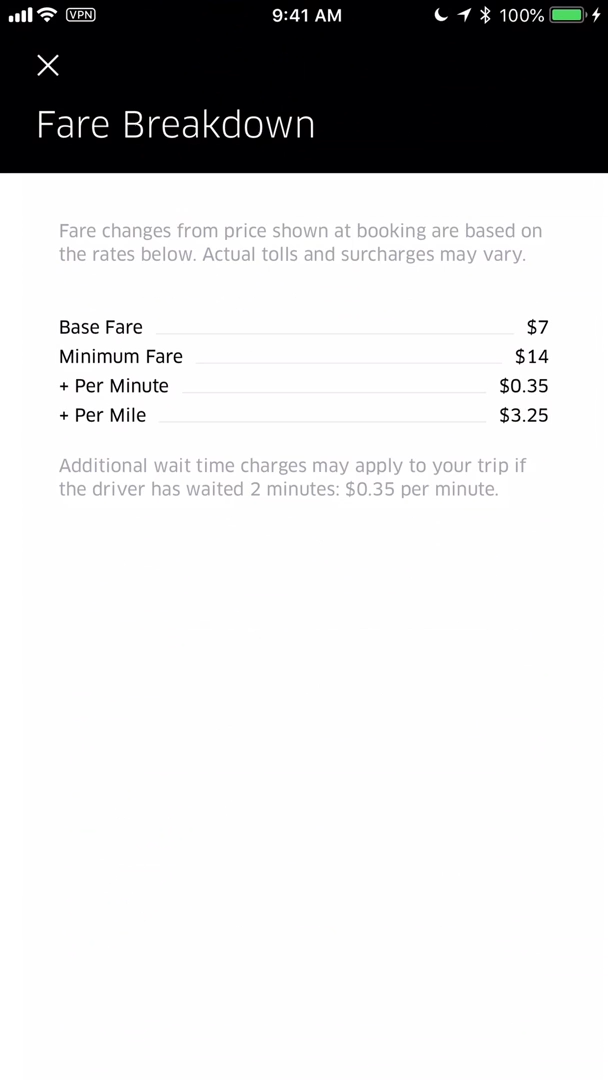 VPN 9:41 AM 100%
Fare Breakdown
Fare changes from price shown at booking are based on
the rates below. Actual tolls and surcharges may vary.
Base Fare $7
Minimum Fare $14
+ Per Minute $0.35
+ Per Mile $3.25
Additional wait time charges may apply to your trip if
the driver has waited 2 minutes: $0.35 per minute.